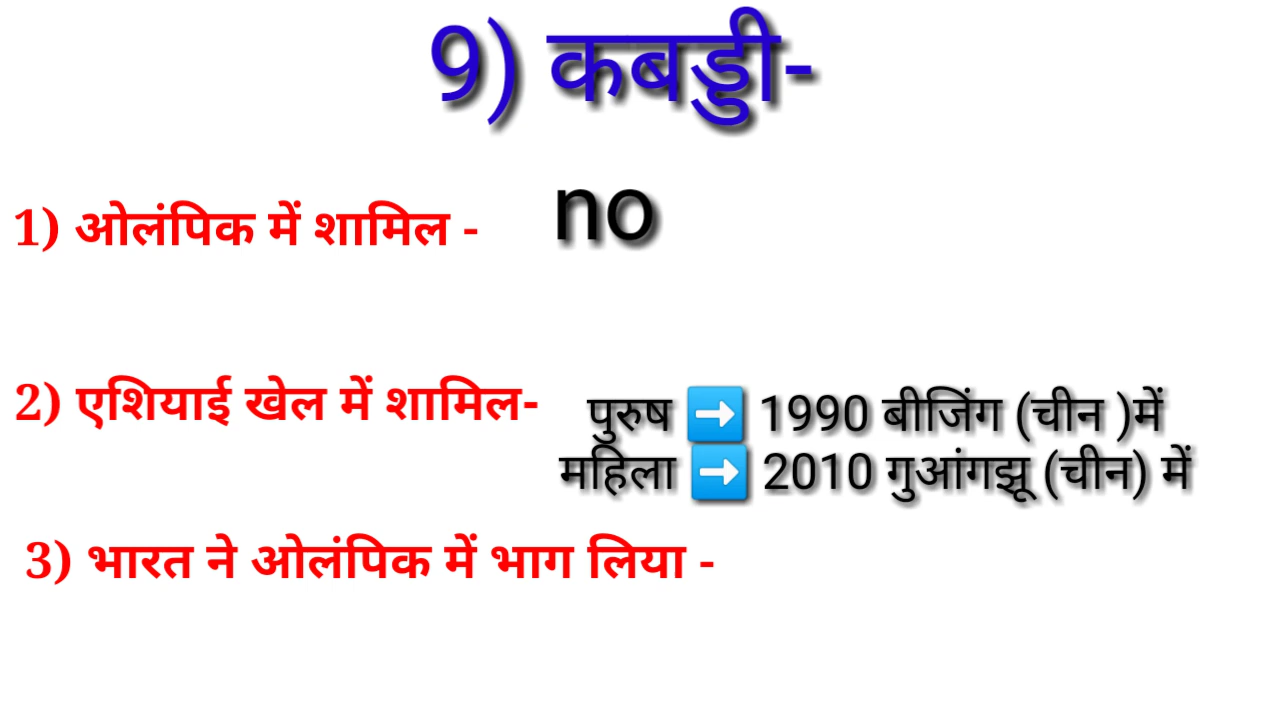 9) कबड्डी-
1) ओलंपिक में शामिल - no
2) एशियाई खेल में शामिल- पुरुष ➡️ 1990 बीजिंग (चीन )में
महिला ➡️ 2010 गुआंगझू (चीन) में
3) भारत ने ओलंपिक में भाग लिया -